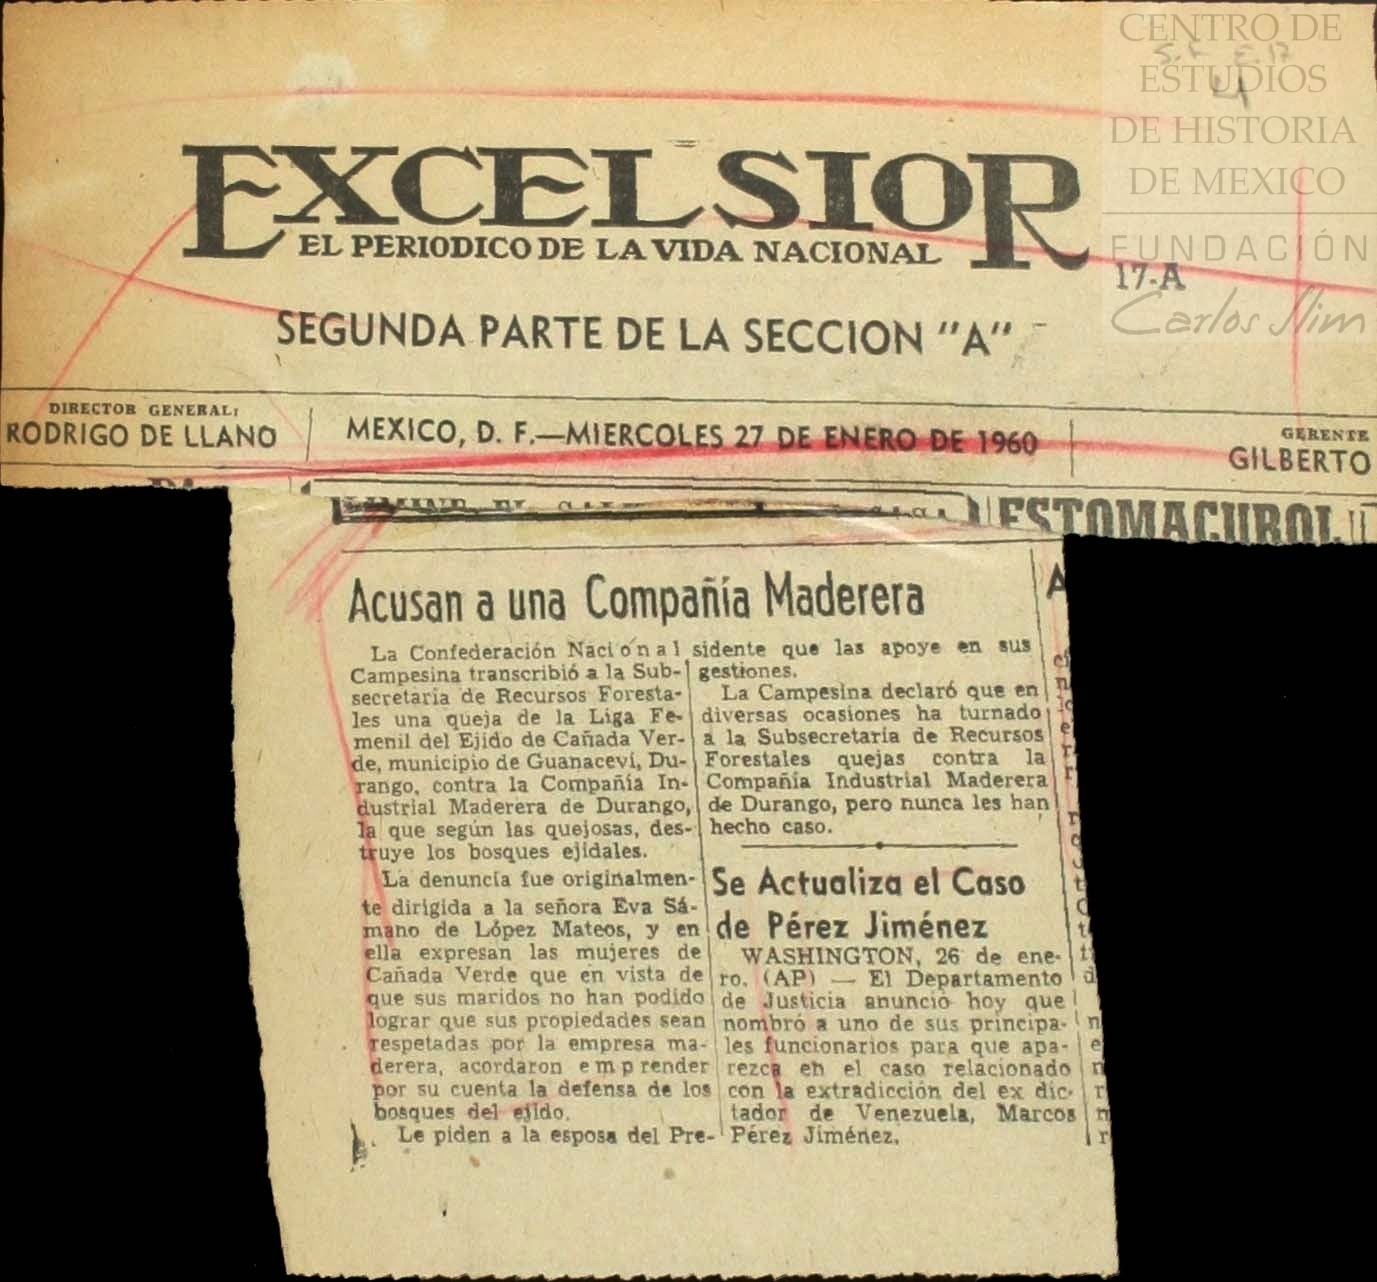 CENTRO DE
ESTUDIOS
DE HISTORIA
DE MEXICO
FUNDACIÓN
Carlos Slim
4
EXCELSIOR
EL PERIODICO DE LA VIDA NACIONAL
17-A
SEGUNDA PARTE DE LA SECCION "A"
DIRECTOR GENERAL:
RODRIGO DE LLANO
MEXICO, D. F.—MIERCOLES 27 DE ENERO DE 1960
GERENTE
GILBERTO
ESTOMACUROL
Acusan a una Compañía Maderera
La Confederación Nacional
Campesina transcribió a la Sub-
secretaría de Recursos Foresta-
les una queja de la Liga Fe-
menil del Ejido de Cañada Ver-
de, municipio de Guanaceví, Du-
rango, contra la Compañía In-
dustrial Maderera de Durango,
la que según las quejosas, des-
truye los bosques ejidales.
La denuncia fue originalmen-
te dirigida a la señora Eva Sá-
mano de López Mateos, y en
ella expresan las mujeres de
Cañada Verde que en vista de
que sus maridos no han podido
lograr que sus propiedades sean
respetadas por la empresa ma-
derera, acordaron emprender
por su cuenta la defensa de los
bosques del ejido.
Le piden a la esposa del Pre-
sidente que las apoye en sus
gestiones.
La Campesina declaró que en
diversas ocasiones ha turnado
a la Subsecretaría de Recursos
Forestales quejas contra la
Compañía Industrial Maderera
de Durango, pero nunca les han
hecho caso.
Se Actualiza el Caso
de Pérez Jiménez
WASHINGTON, 26 de ene-
ro. (AP) — El Departamento
de Justicia anunció hoy que
nombró a uno de sus principa-
les funcionarios para que apa-
rezca en el caso relacionado
con la extradicción del ex dic-
tador de Venezuela, Marcos
Pérez Jiménez.